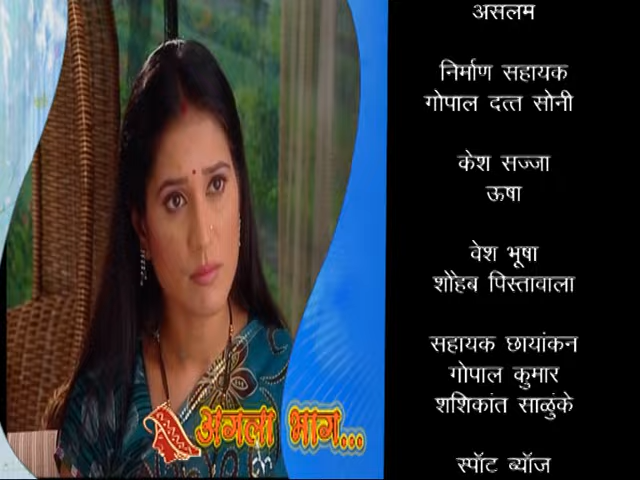 असलम
निर्माण सहायक
गोपाल दत्त सोनी
केश सज्जा
ऊषा
वेश भूषा
शोहेब पिस्तावाला
सहायक छायांकन
गोपाल कुमार
शशिकांत साळुंके
स्पॉट ब्यॉज
अगला भाग...